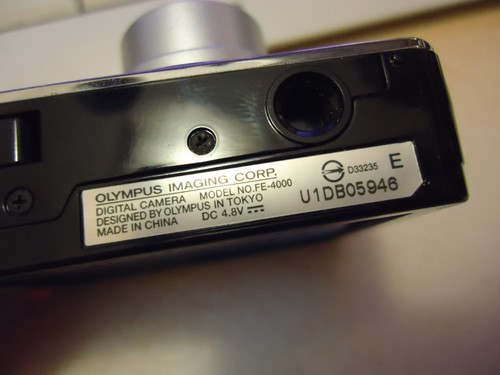 OLYMPUS IMAGING CORP.
DIGITAL CAMERA MODEL NO.FE-4000
DESIGNED BY OLYMPUS IN TOKYO
MADE IN CHINA DC 4.8V
D33235 E
U1DB05946